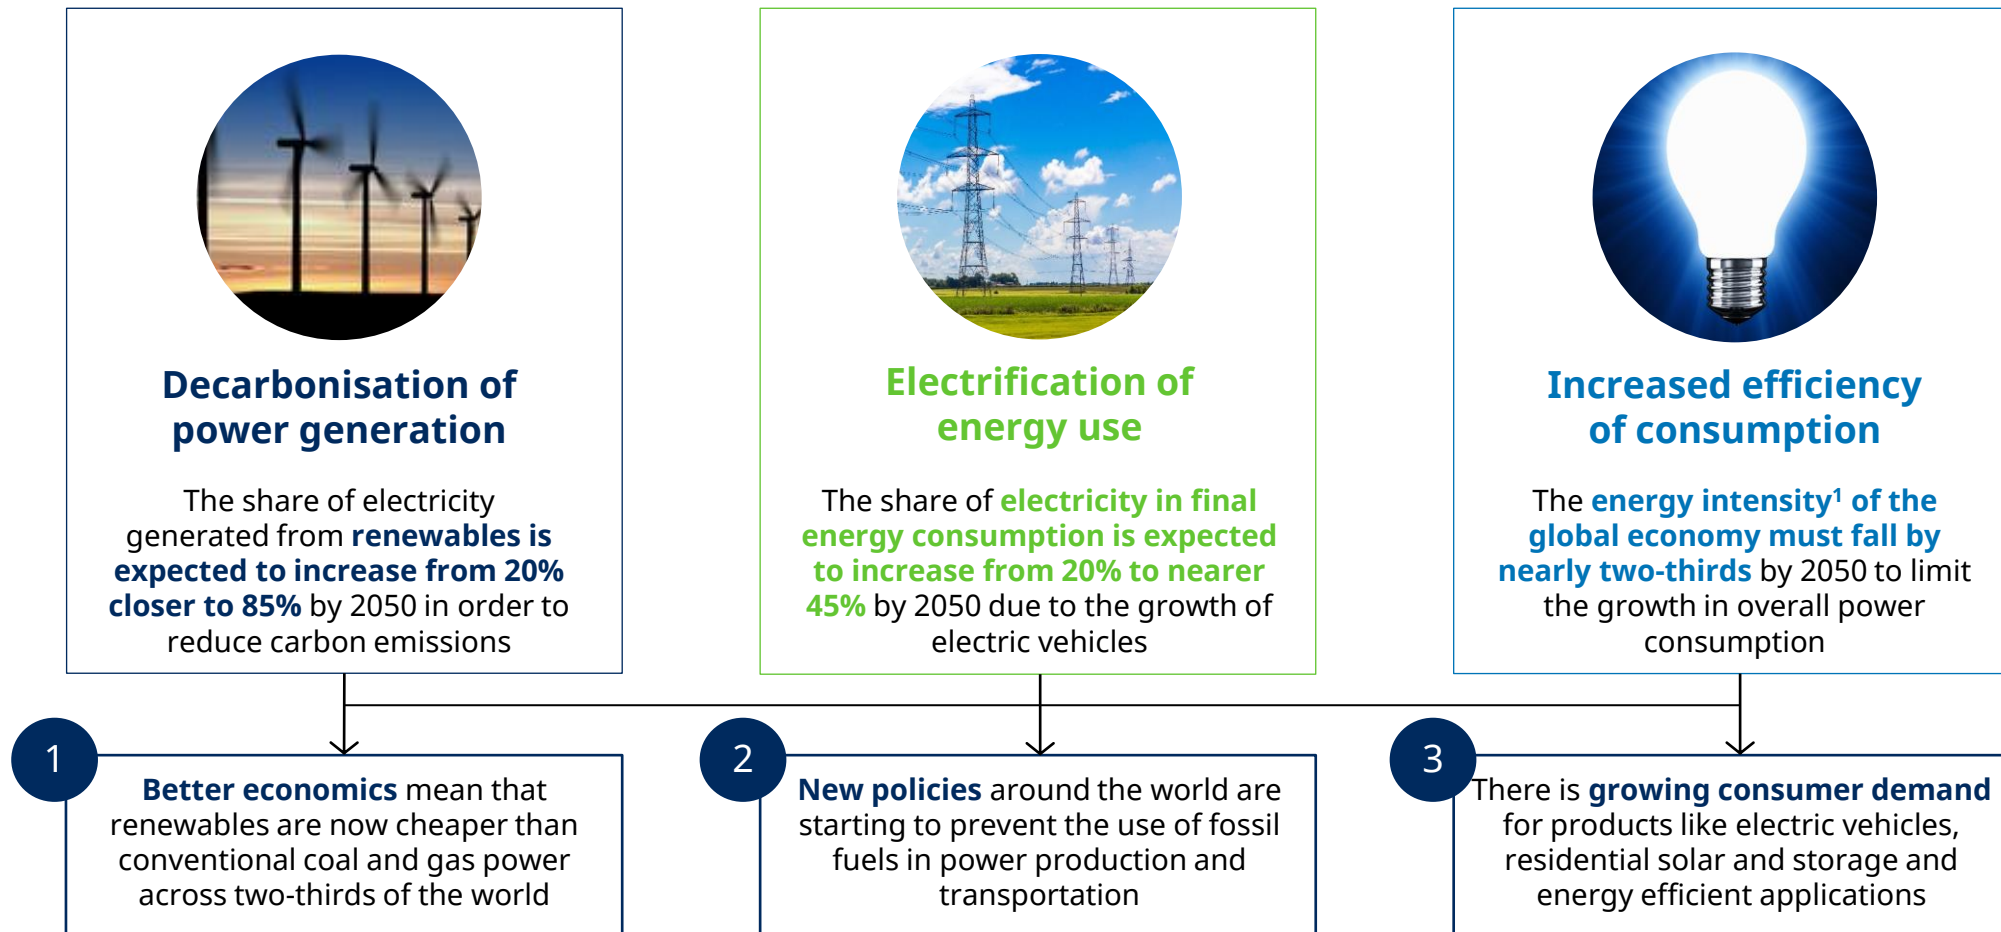 Decarbonisation of
power generation
The share of electricity
generated from renewables is
expected to increase from 20%
closer to 85% by 2050 in order to
reduce carbon emissions
Electrification of
energy use
The share of electricity in final
energy consumption is expected
to increase from 20% to nearer
45% by 2050 due to the growth of
electric vehicles
Increased efficiency
of consumption
The energy intensity¹ of the
global economy must fall by
nearly two-thirds by 2050 to limit
the growth in overall power
consumption
1
Better economics mean that
renewables are now cheaper than
conventional coal and gas power
across two-thirds of the world
2
New policies around the world are
starting to prevent the use of fossil
fuels in power production and
transportation
3
There is growing consumer demand
for products like electric vehicles,
residential solar and storage and
energy efficient applications